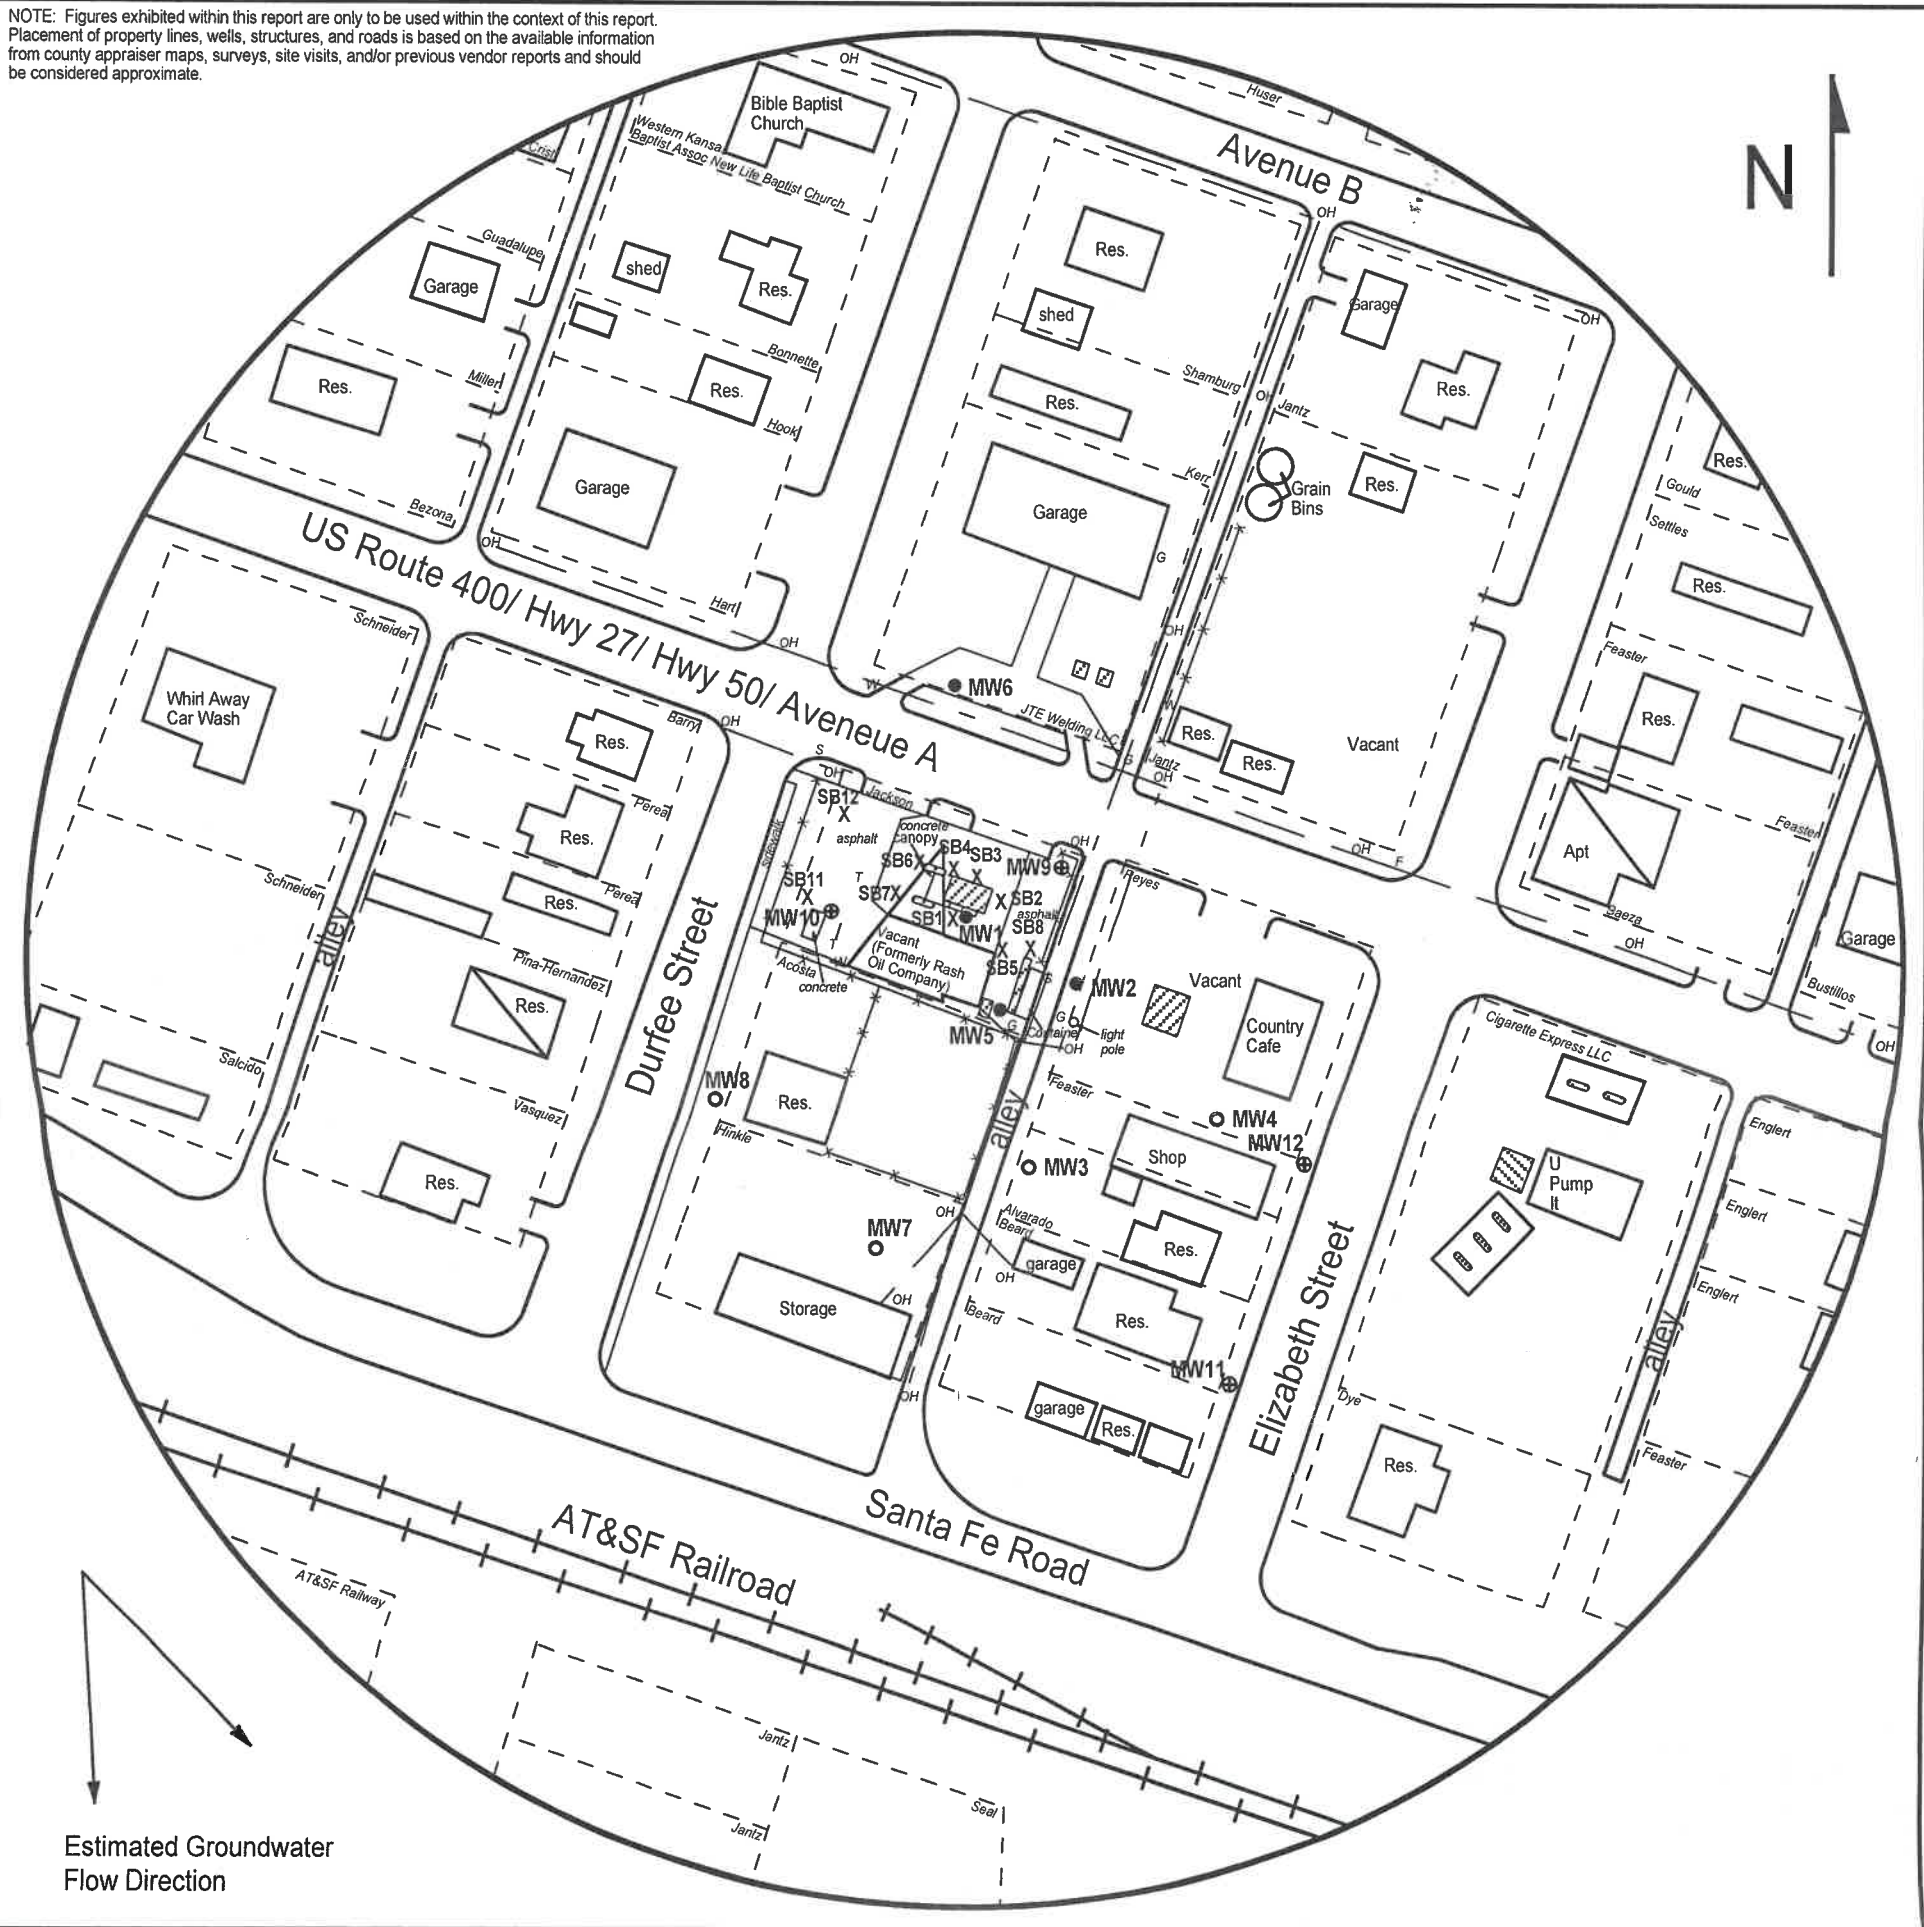 NOTE: Figures exhibited within this report are only to be used within the context of this report.
Placement of property lines, wells, structures, and roads is based on the available information
from county appraiser maps, surveys, site visits, and/or previous vendor reports and should
be considered approximate.
N
OH
Huser
Bible Baptist
Church
Crist
Western Kansa
Baptist Assoc New Life Baptist Church
Avenue B
OH
Guadalupe
Garage
shed
Res.
Res.
Garage
OH
shed
Bonnette
Miller
Res.
Res.
Hook
Shamburg
OH
Jantz
Res.
Res.
Kerr
Res.
Res.
Gould
Garage
Garage
Grain
Bins
Bezona
Settles
OH
US Route 400/ Hwy 27/ Hwy 50/ Aveneue A
G
Res.
Hart
Schneider
OH
OH
Feaster
Whirl Away
Car Wash
W
MW6
JTE Welding LLC
W
Res.
Res.
Barry
OH
Res.
G
Jantz
OH
Res.
Vacant
S
OH
SB12
Jackson
Perea
asphalt
concrete
canopy
SB4
SB3
OH
Res.
sidewalk
SB6
MW9
OH
F
Apt
Feaster
Schneider
SB11
T
SB7
SB2
Reyes
Perea
Res.
MW10
SB1
asphalt
SB8
MW1
Baeza
OH
Garage
alley
Vacant
(Formerly Rash
Oil Company)
T
W
Acosta
concrete
SB5
S
Pina-Hernandez
Res.
Durfee Street
MW2
Vacant
Bustillos
MW5
G
Container
G
light
pole
OH
Country
Cafe
Cigarette Express LLC
OH
Salcido
MW8
Res.
Feaster
alley
Vasquez
Hinkle
MW4
MW12
Englert
MW3
Shop
U
Pump
It
Res.
OH
Alvarado
Beard
Englert
MW7
garage
OH
Res.
Storage
OH
Beard
Res.
Englert
Elizabeth Street
alley
MW11
OH
garage
Res.
Dye
Feaster
Res.
Santa Fe Road
AT&SF Railroad
AT&SF Railway
Jantz
Seal
Jantz
Estimated Groundwater
Flow Direction